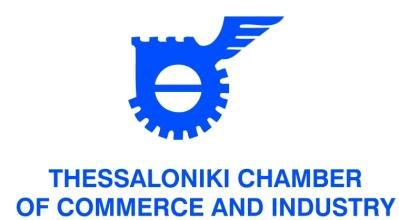 THESSALONIKI CHAMBER
OF COMMERCE AND INDUSTRY